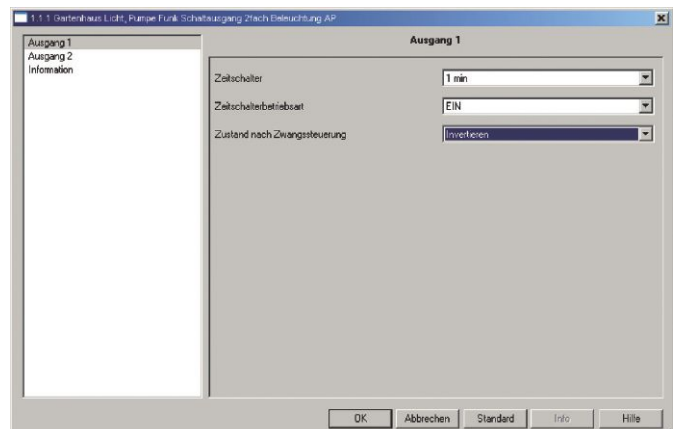 1.1.1 Gartenhaus Licht, Pumpe Funk Schaltausgang 2fach Beleuchtung AP
Ausgang 1
Ausgang 2
Information
Ausgang 1
Zeitschalter
1 min
Zeitschalterbetriebsart
EIN
Zustand nach Zwangssteuerung
Invertieren
OK
Abbrechen
Standard
Info
Hilfe